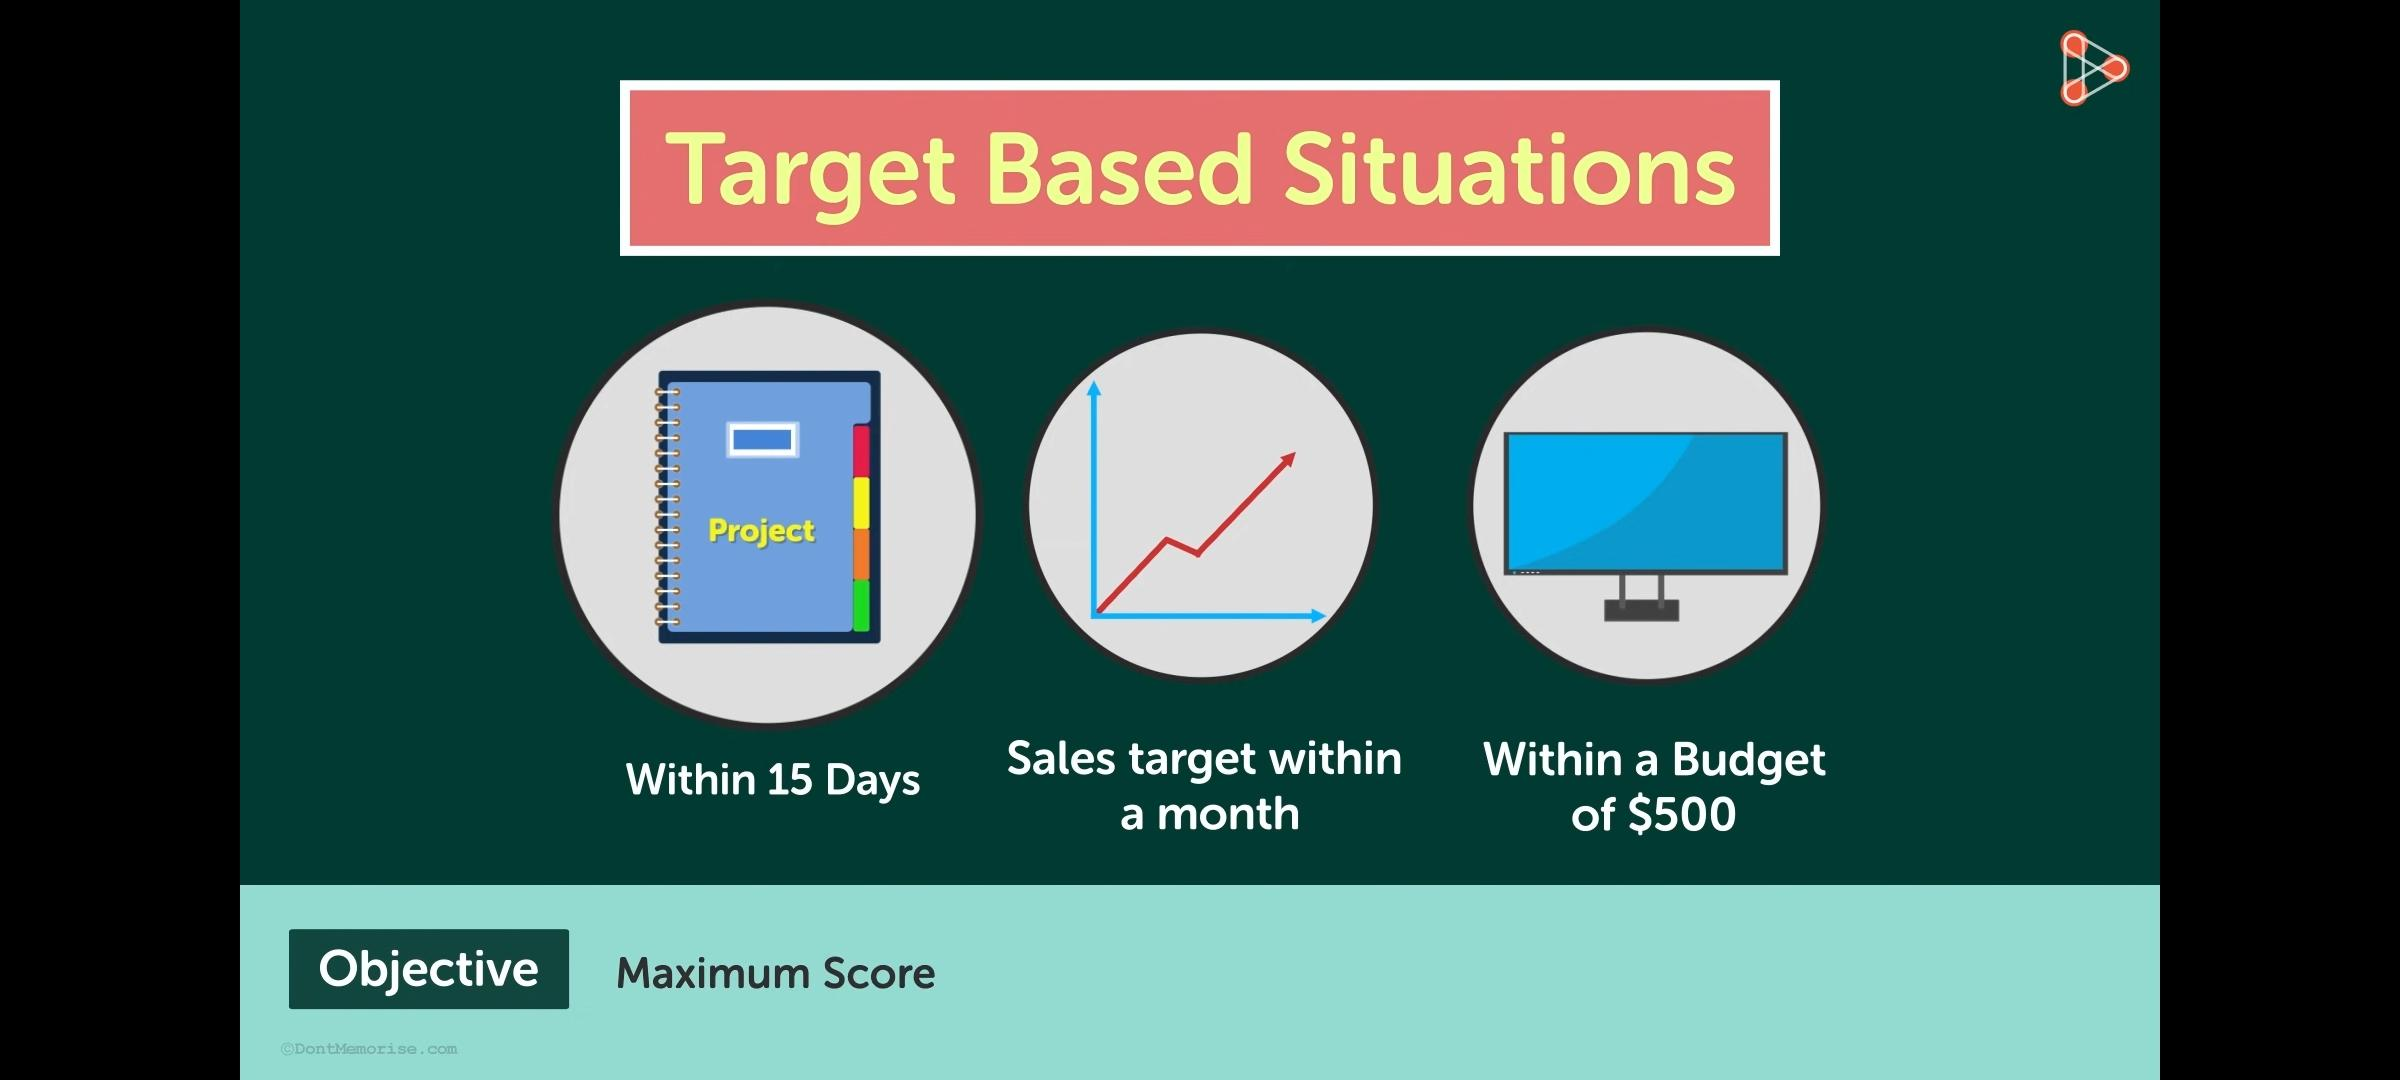 Target Based Situations
Project
Within 15 Days
Sales target within
a month
Within a Budget
of $500
Objective
Maximum Score
©DontMemorise.com